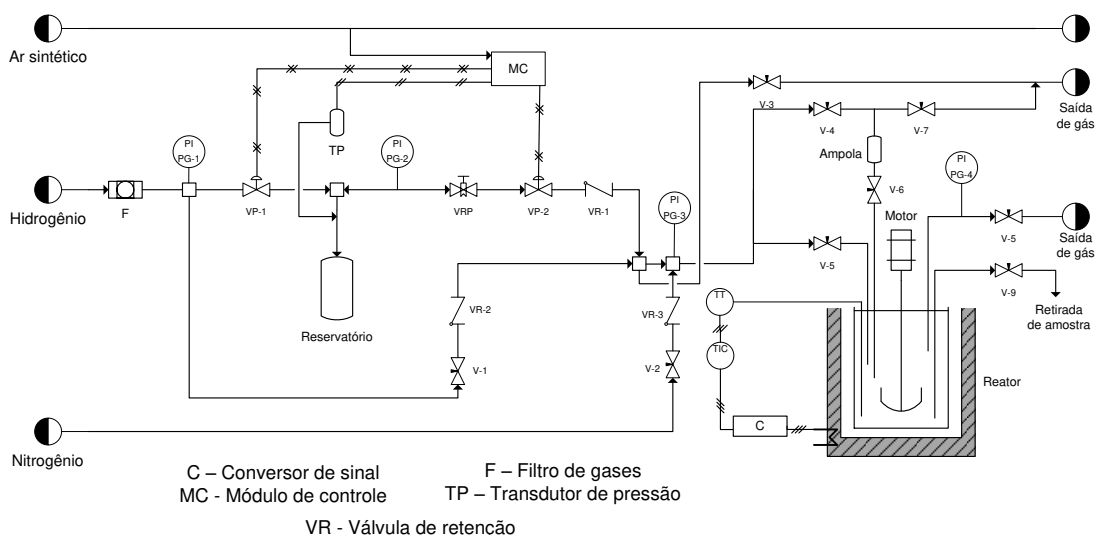 Ar sintético
MC
Saída
de gás
V-3
V-4
V-7
TP
PI
PG-1
PI
PG-2
Ampola
PI
PG-4
V-6
Hidrogênio
F
VP-1
VRP
VP-2
VR-1
PI
PG-3
Motor
V-5
V-5
Saída
de gás
V-9
Retirada
de amostra
TT
VR-2
VR-3
Reservatório
TIC
V-1
V-2
Reator
C
Nitrogênio
C – Conversor de sinal
F – Filtro de gases
MC - Módulo de controle
TP – Transdutor de pressão
VR - Válvula de retenção